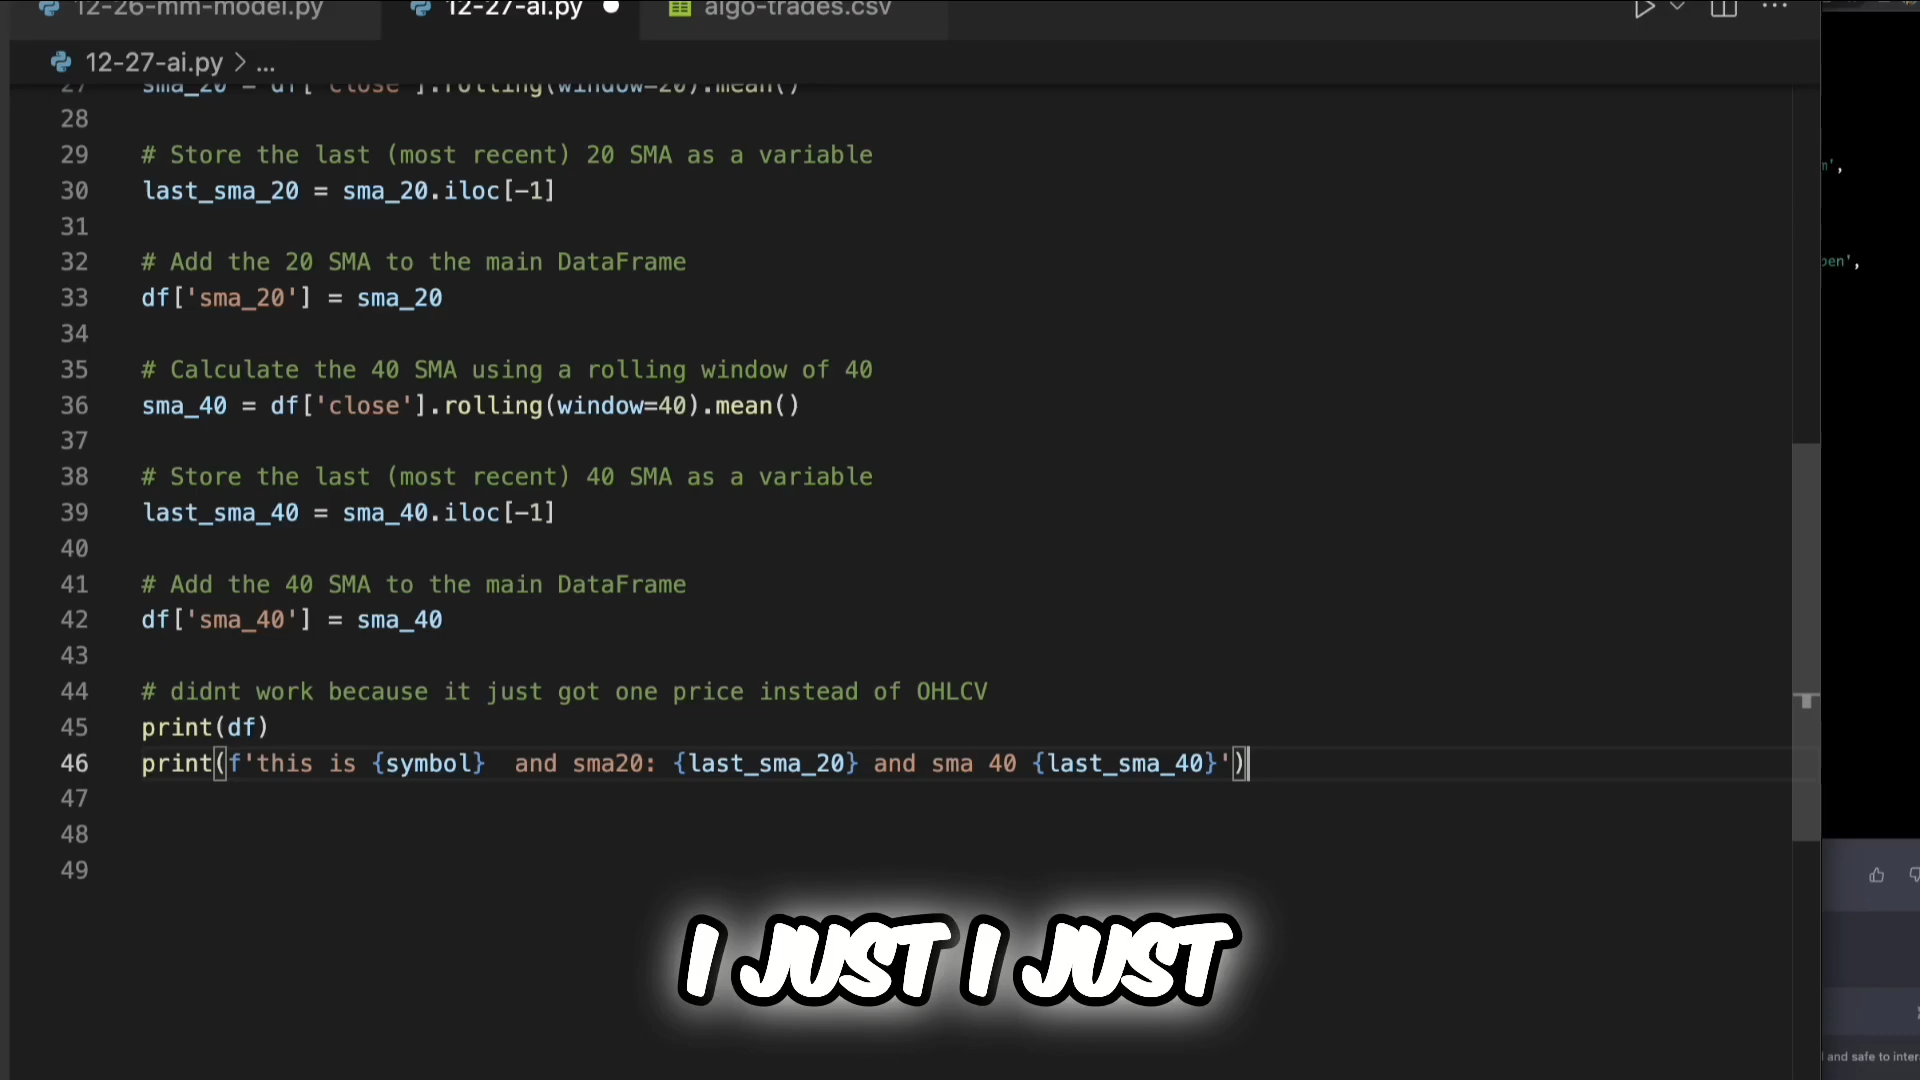 12-26-mm-model.py
12-27-ai.py
algo-trades.csv
12-27-ai.py > ...
27 sma_20 = df['close'].rolling(window=20).mean()
28
29 # Store the last (most recent) 20 SMA as a variable
30 last_sma_20 = sma_20.iloc[-1]
31
32 # Add the 20 SMA to the main DataFrame
33 df['sma_20'] = sma_20
34
35 # Calculate the 40 SMA using a rolling window of 40
36 sma_40 = df['close'].rolling(window=40).mean()
37
38 # Store the last (most recent) 40 SMA as a variable
39 last_sma_40 = sma_40.iloc[-1]
40
41 # Add the 40 SMA to the main DataFrame
42 df['sma_40'] = sma_40
43
44 # didnt work because it just got one price instead of OHLCV
45 print(df)
46 print(f'this is {symbol}  and sma20: {last_sma_20} and sma 40 {last_sma_40}')
47
48
49
I JUST I JUST
and safe to inter